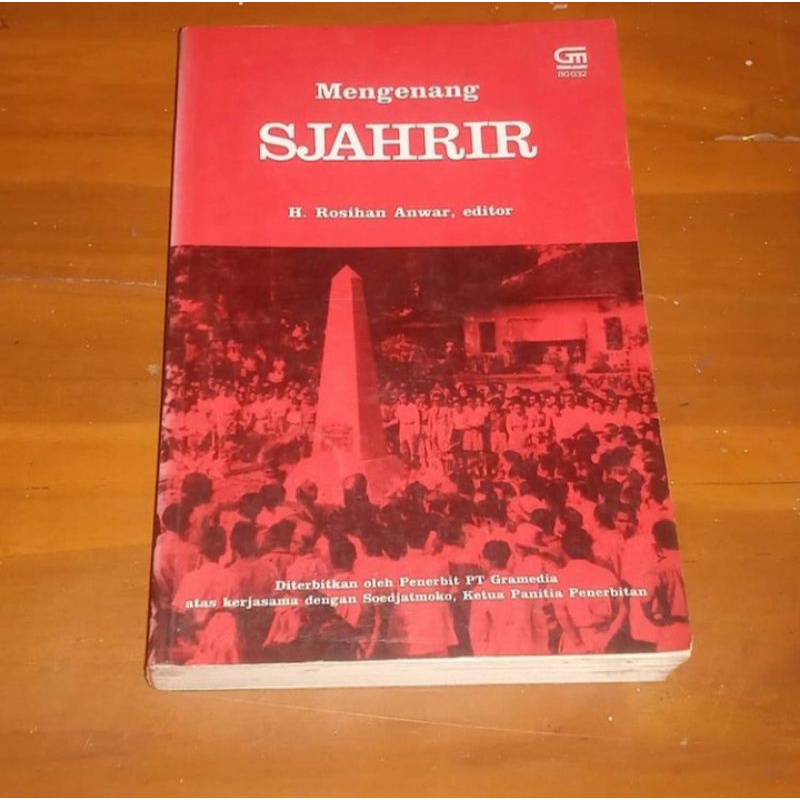 Gm
BG 032
Mengenang
SJAHRIR
H. Rosihan Anwar, editor
Diterbitkan oleh Penerbit PT Gramedia
atas kerjasama dengan Soedjatmoko, Ketua Panitia Penerbitan